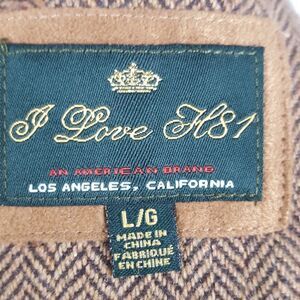 I Love H81
AN AMERICAN BRAND
LOS ANGELES, CALIFORNIA
L/G
MADE IN
CHINA
FABRIQUÉ
EN CHINE